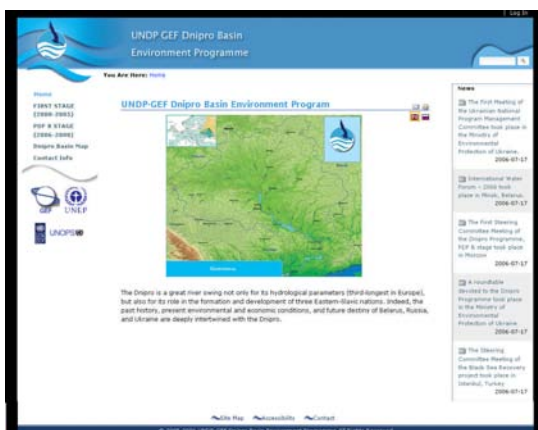 Log In
UNDP GEF Dnipro Basin
Environment Programme
You Are Here: Home
Home
FIRST STAGE
(2000-2005)
PDF B STAGE
(2006-2008)
Dnipro Basin Map
Contact Info
GEF
UNEP
UNOPS
UNDP-GEF Dnipro Basin Environment Program
The Dnipro is a great river swing not only for its hydrological parameters (third-longest in Europe),
but also for its role in the formation and development of three Eastern-Slavic nations. Indeed, the
past history, present environmental and economic conditions, and future destiny of Belarus, Russia,
and Ukraine are deeply intertwined with the Dnipro.
News
The First Meeting of
the Ukrainian National
Program Management
Committee took place in
the Ministry of
Environmental
Protection of Ukraine.
2006-07-17
International Water
Forum - 2006 took
place in Minsk, Belarus.
2006-07-17
The First Steering
Committee Meeting of
the Dnipro Programme,
PDF B stage took place
in Moscow
2006-07-17
A roundtable
devoted to the Dnipro
Programme took place
in the Ministry of
Environmental
Protection of Ukraine
2006-07-17
The Steering
Committee Meeting of
the Black Sea Recovery
project took place in
Istanbul, Turkey
2006-07-17
Site Map Accessibility Contact